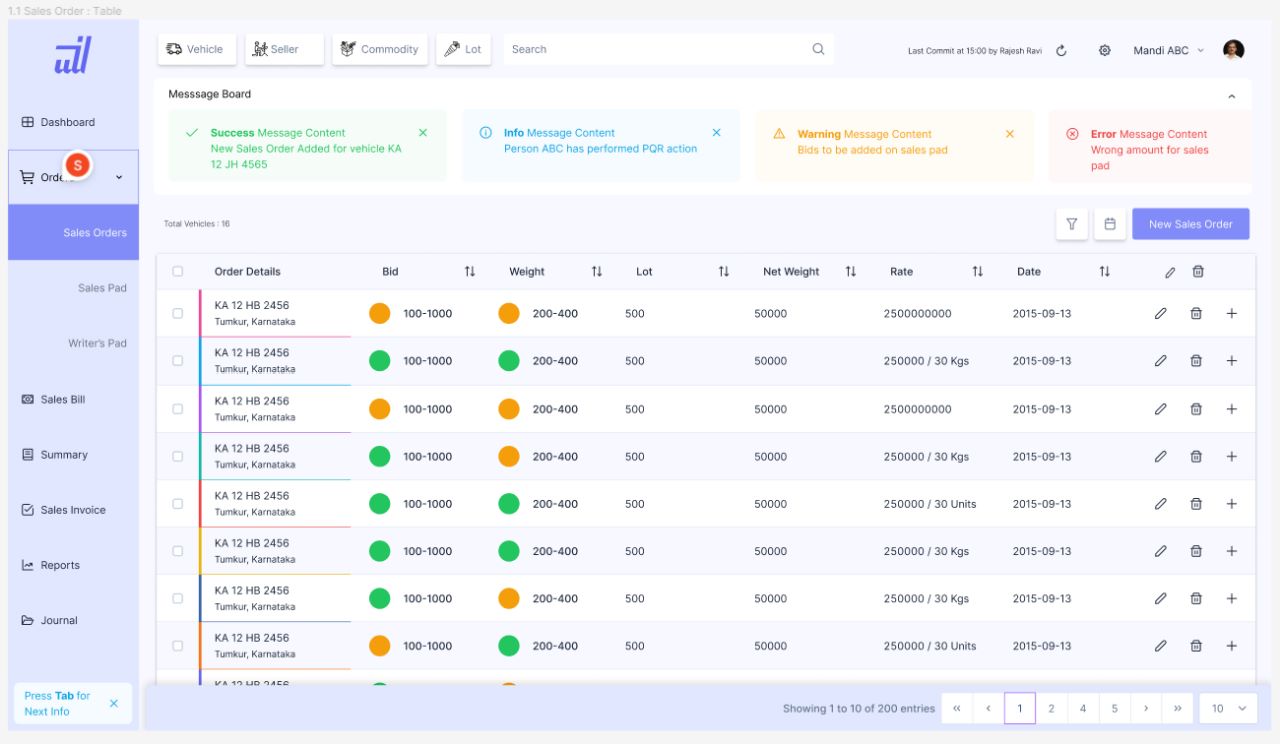 1.1 Sales Order : Table
Vehicle
Seller
Commodity
Lot
Search
Last Commit at 15:00 by Rajesh Ravi
Mandi ABC
Dashboard
S
Sales Orders
Sales Pad
Writer's Pad
Sales Bill
Summary
Sales Invoice
Reports
Journal
Press Tab for
Next Info
Messsage Board
Success Message Content
New Sales Order Added for vehicle KA
12 JH 4565
Info Message Content
Person ABC has performed PQR action
Warning Message Content
Bids to be added on sales pad
Error Message Content
Wrong amount for sales
pad
Total Vehicles : 16
New Sales Order
Order Details Bid Weight Lot Net Weight Rate Date
KA 12 HB 2456
Tumkur, Karnataka
100-1000 200-400 500 50000 2500000000 2015-09-13
KA 12 HB 2456
Tumkur, Karnataka
100-1000 200-400 500 50000 250000 / 30 Kgs 2015-09-13
KA 12 HB 2456
Tumkur, Karnataka
100-1000 200-400 500 50000 2500000000 2015-09-13
KA 12 HB 2456
Tumkur, Karnataka
100-1000 200-400 500 50000 250000 / 30 Kgs 2015-09-13
KA 12 HB 2456
Tumkur, Karnataka
100-1000 200-400 500 50000 250000 / 30 Units 2015-09-13
KA 12 HB 2456
Tumkur, Karnataka
100-1000 200-400 500 50000 250000 / 30 Kgs 2015-09-13
KA 12 HB 2456
Tumkur, Karnataka
100-1000 200-400 500 50000 250000 / 30 Kgs 2015-09-13
KA 12 HB 2456
Tumkur, Karnataka
100-1000 200-400 500 50000 250000 / 30 Units 2015-09-13
KA 12 HB 2456
Showing 1 to 10 of 200 entries
« ‹ 1 2 4 5 › »
10